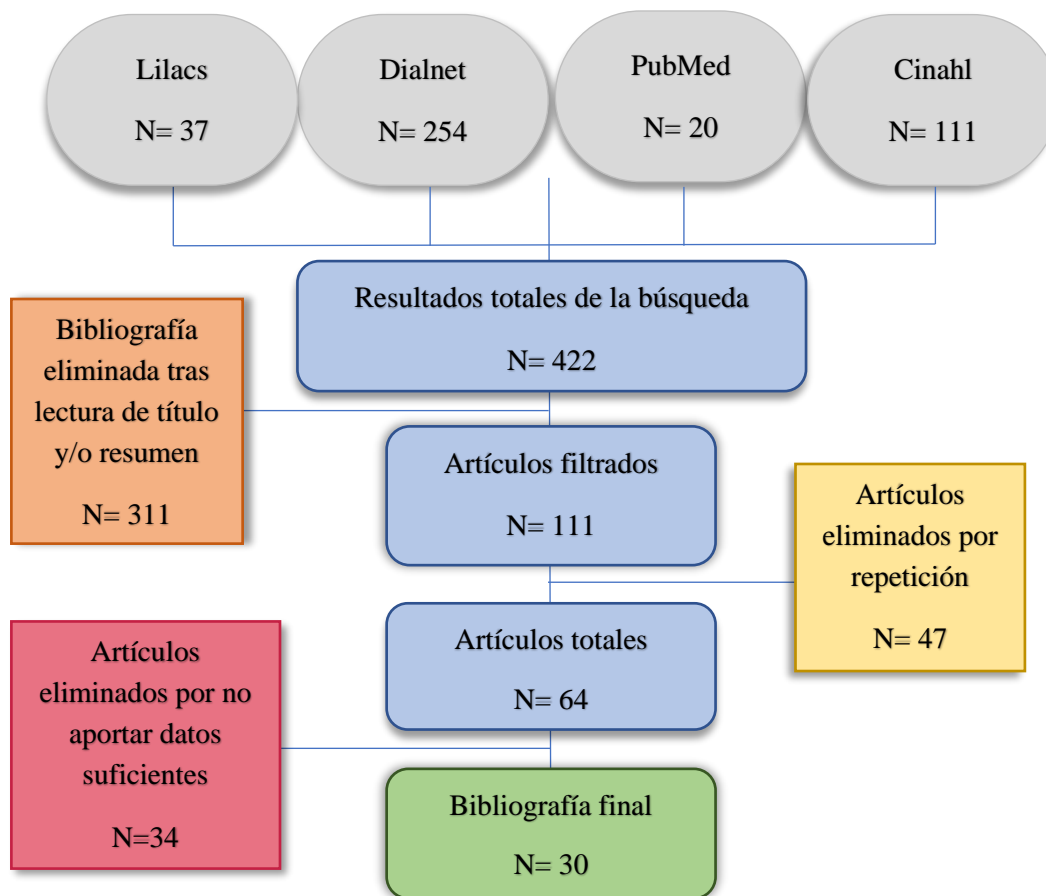 Lilacs
N= 37
Dialnet
N= 254
PubMed
N= 20
Cinahl
N= 111
Resultados totales de la búsqueda
N= 422
Bibliografía
eliminada tras
lectura de título
y/o resumen
N= 311
Artículos filtrados
N= 111
Artículos
eliminados por
repetición
N= 47
Artículos totales
N= 64
Artículos
eliminados por no
aportar datos
suficientes
N=34
Bibliografía final
N= 30